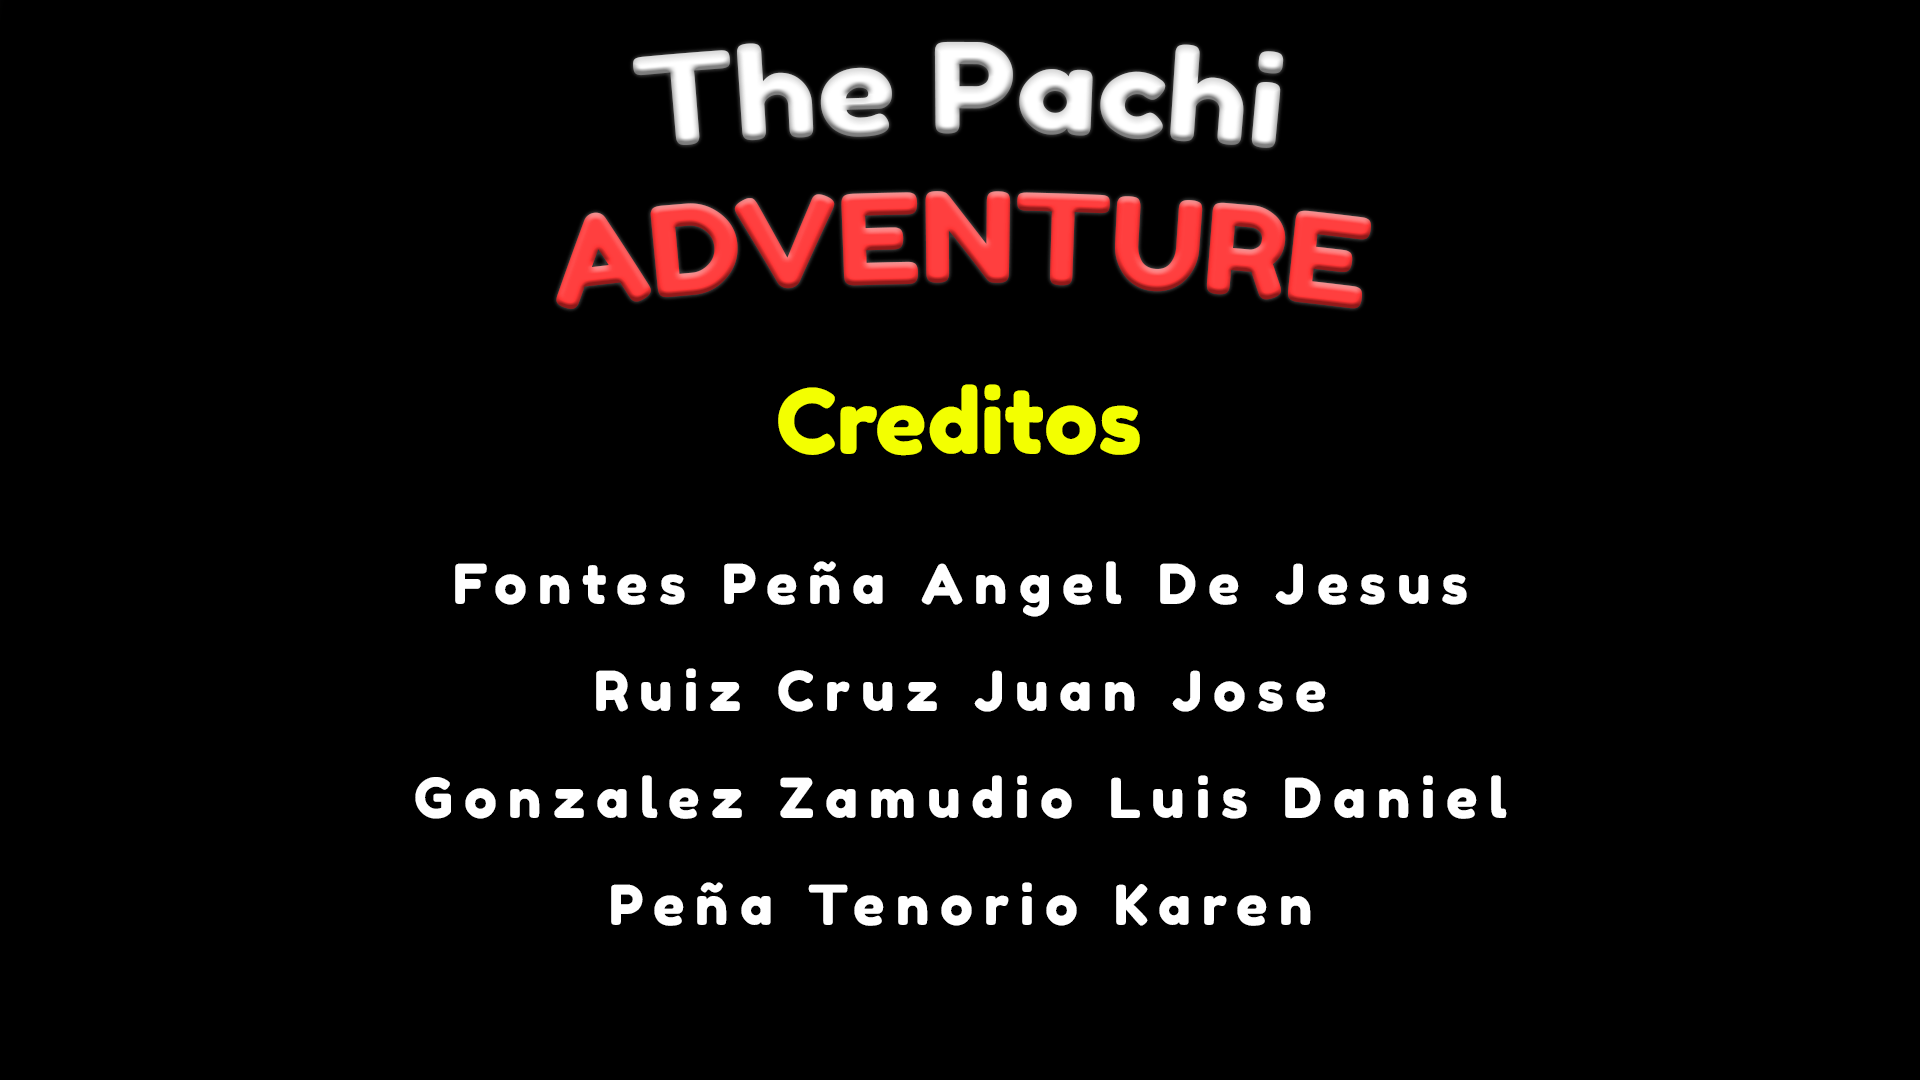 The Pachi
ADVENTURE
Creditos
Fontes Peña Angel De Jesus
Ruiz Cruz Juan Jose
Gonzalez Zamudio Luis Daniel
Peña Tenorio Karen